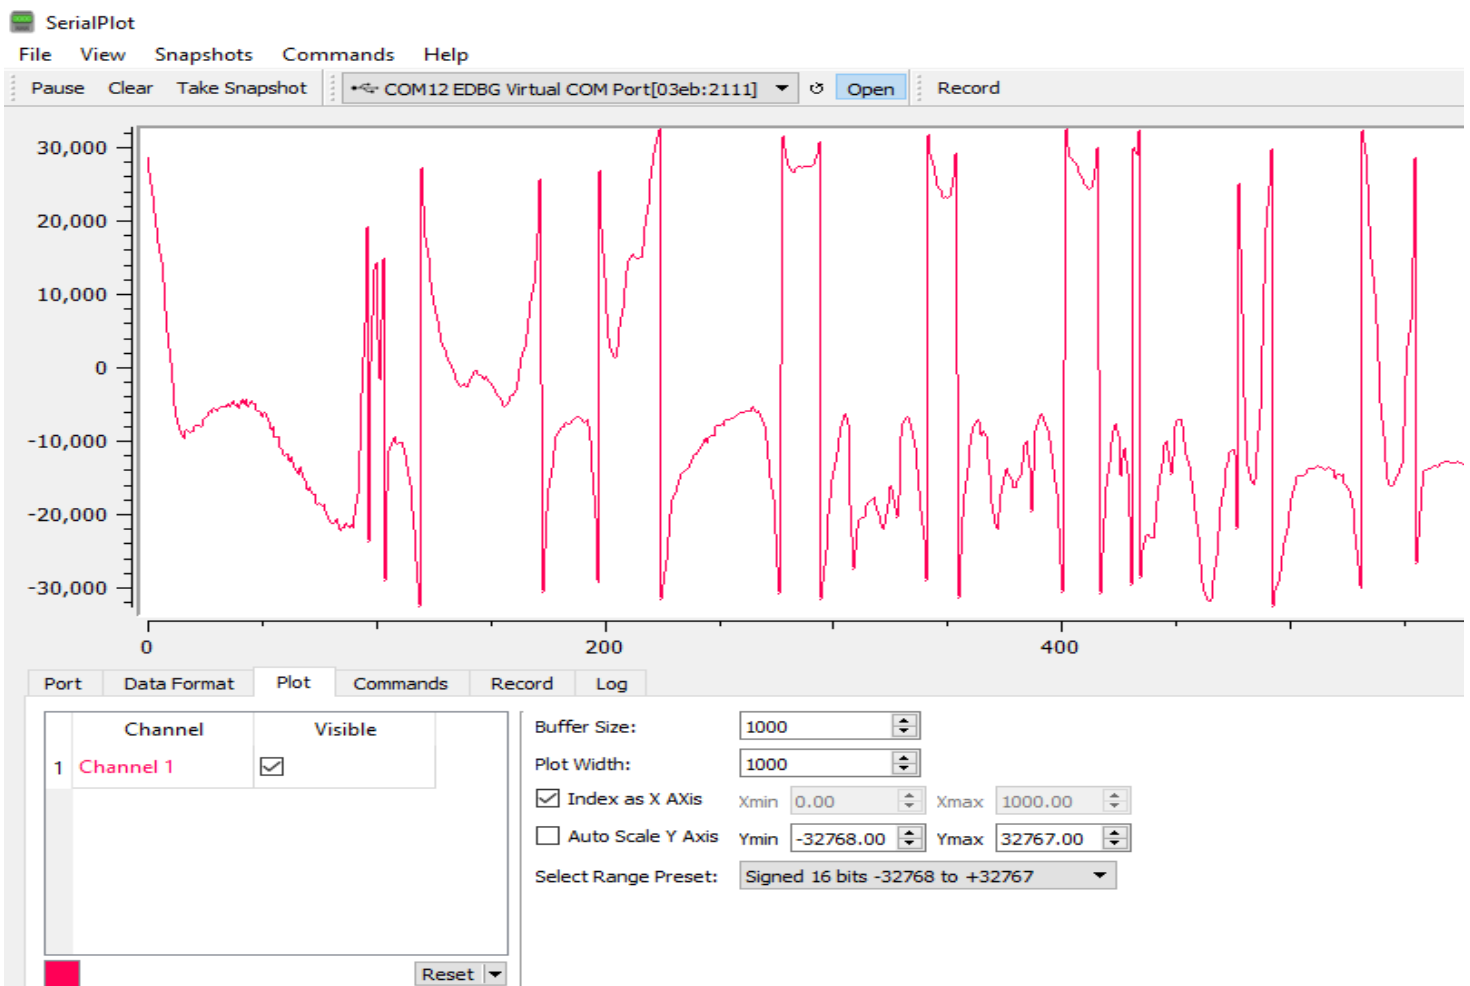 SerialPlot
File View Snapshots Commands Help
Pause Clear Take Snapshot COM12 EDBG Virtual COM Port[03eb:2111] Open Record
30,000
20,000
10,000
0
-10,000
-20,000
-30,000
0 200 400
Port Data Format Plot Commands Record Log
Channel Visible
1 Channel 1
Buffer Size: 1000
Plot Width: 1000
Index as X AXis Xmin 0.00 Xmax 1000.00
Auto Scale Y Axis Ymin -32768.00 Ymax 32767.00
Select Range Preset: Signed 16 bits -32768 to +32767
Reset